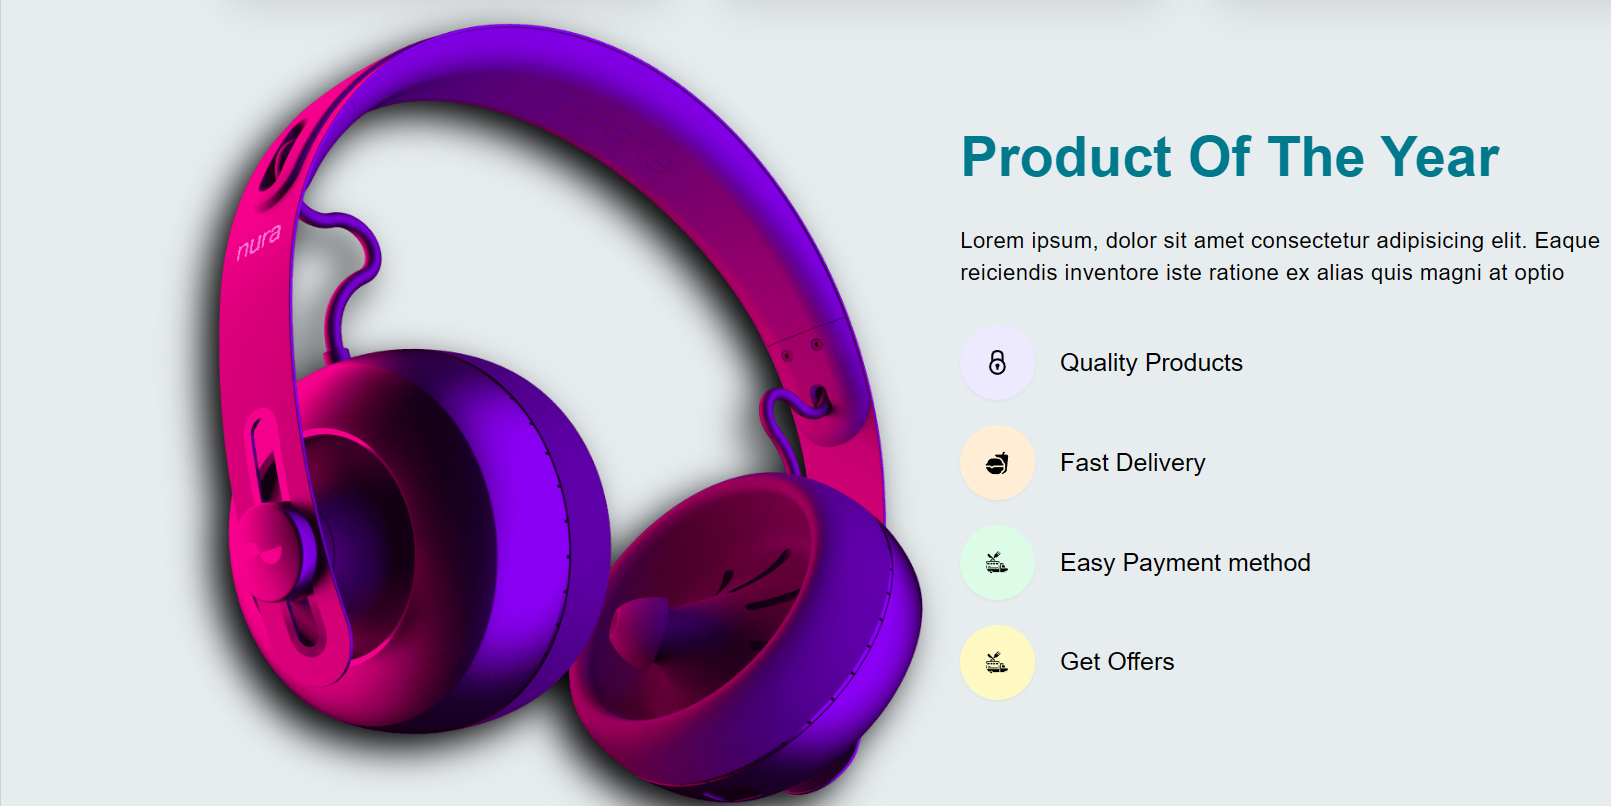 nura
Product Of The Year
Lorem ipsum, dolor sit amet consectetur adipisicing elit. Eaque
reiciendis inventore iste ratione ex alias quis magni at optio
Quality Products
Fast Delivery
Easy Payment method
Get Offers